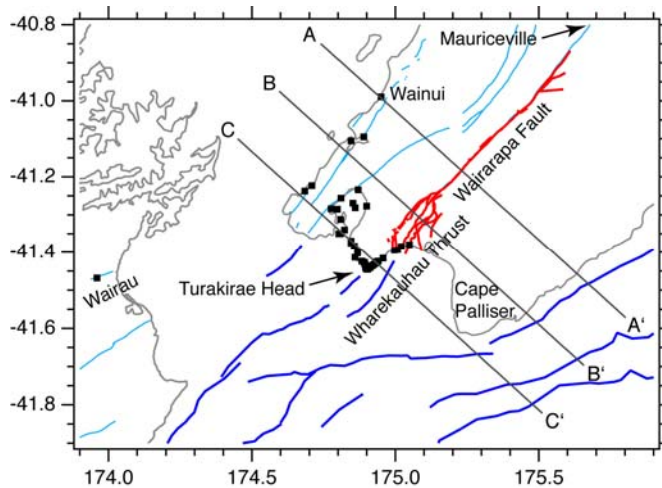 -40.8
-41.0
-41.2
-41.4
-41.6
-41.8
A
Mauriceville
B
Wainui
C
Wairarapa Fault
Turakirae Head
Wharekauhau Thrust
Wairau
Cape
Palliser
A‘
B‘
C‘
174.0
174.5
175.0
175.5